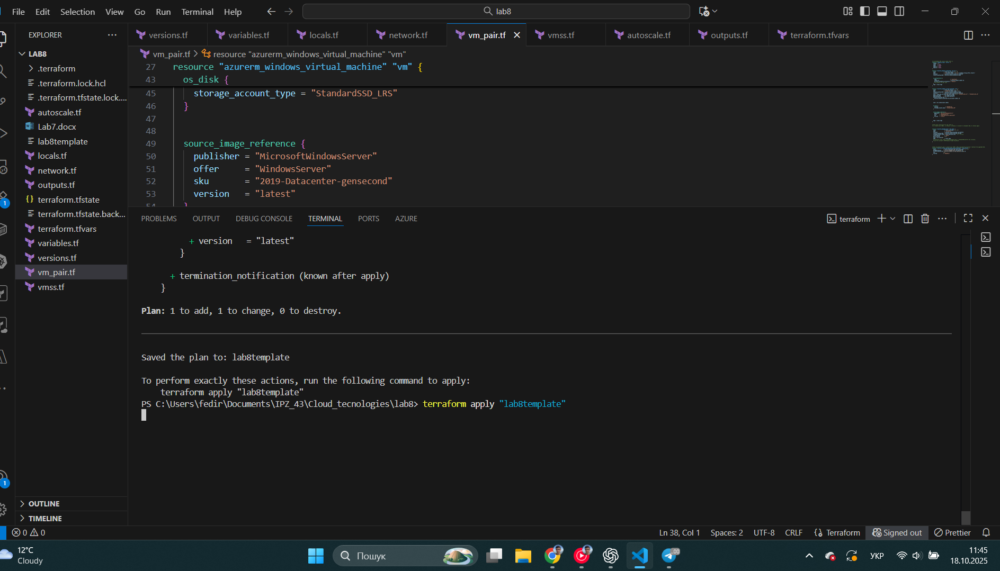 File Edit Selection View Go Run Terminal Help
lab8
EXPLORER
LAB8
.terraform
.terraform.lock.hcl
.terraform.tfstate.lock....
autoscale.tf
Lab7.docx
lab8template
locals.tf
network.tf
outputs.tf
terraform.tfstate
terraform.tfstate.back...
terraform.tfvars
variables.tf
versions.tf
vm_pair.tf
vmss.tf
OUTLINE
TIMELINE
1
1
versions.tf variables.tf locals.tf network.tf vm_pair.tf vmss.tf autoscale.tf outputs.tf terraform.tfvars
vm_pair.tf > resource "azurerm_windows_virtual_machine" "vm"
27 resource "azurerm_windows_virtual_machine" "vm" {
43 os_disk {
45 storage_account_type = "StandardSSD_LRS"
46 }
47
48
49 source_image_reference {
50 publisher = "MicrosoftWindowsServer"
51 offer = "WindowsServer"
52 sku = "2019-Datacenter-gensecond"
53 version = "latest"
54 }
PROBLEMS OUTPUT DEBUG CONSOLE TERMINAL PORTS AZURE
terraform
+ version = "latest"
}
+ termination_notification (known after apply)
}
Plan: 1 to add, 1 to change, 0 to destroy.
Saved the plan to: lab8template
To perform exactly these actions, run the following command to apply:
terraform apply "lab8template"
PS C:\Users\fedir\Documents\IPZ_43\Cloud_tecnologies\lab8> terraform apply "lab8template"
0 0
Ln 38, Col 1 Spaces: 2 UTF-8 CRLF {} Terraform Signed out Prettier
12°C
Cloudy
Пошук
.00
УКР
11:45
18.10.2025